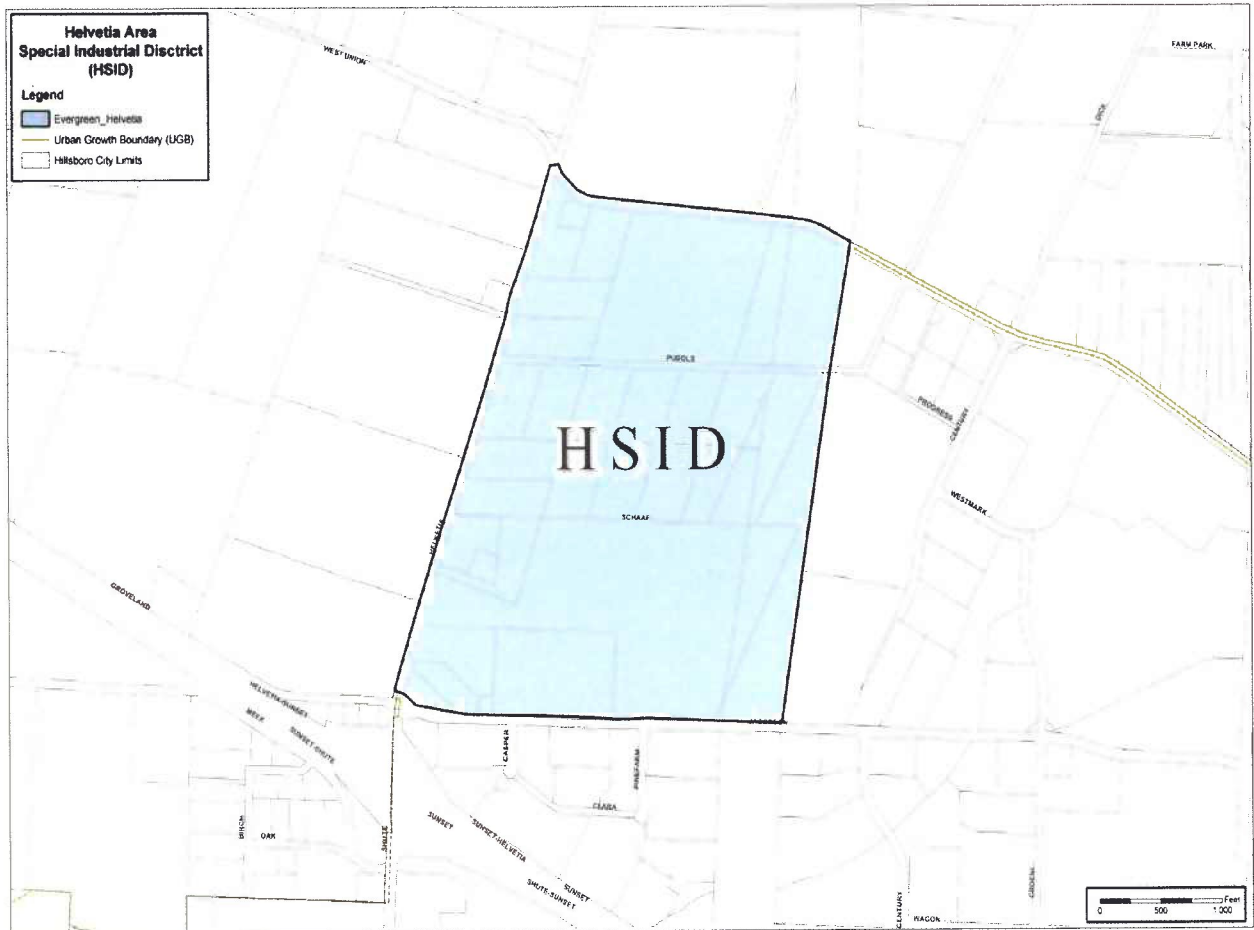 Helvetia Area
Special Industrial Disctrict
(HSID)
Legend
Evergreen_Helvetia
Urban Growth Boundary (UGB)
Hillsboro City Limits
WEST UNION
FARM PARK
DICK
PUBOLS
PROGRESS
CENTURY
HSID
WESTMARK
SCHAAF
HELVETIA
GROVELAND
HELVETIA-SUNSET
MEEK
SUNSET-SHUTE
CASPER
PINEFARM
CLARA
BIRCH
OAK
SHUTE
SUNSET
SUNSET-HELVETIA
SUNSET
SHUTE-SUNSET
CENTURY
WAGON
CROENI
Feet
0 500 1 000